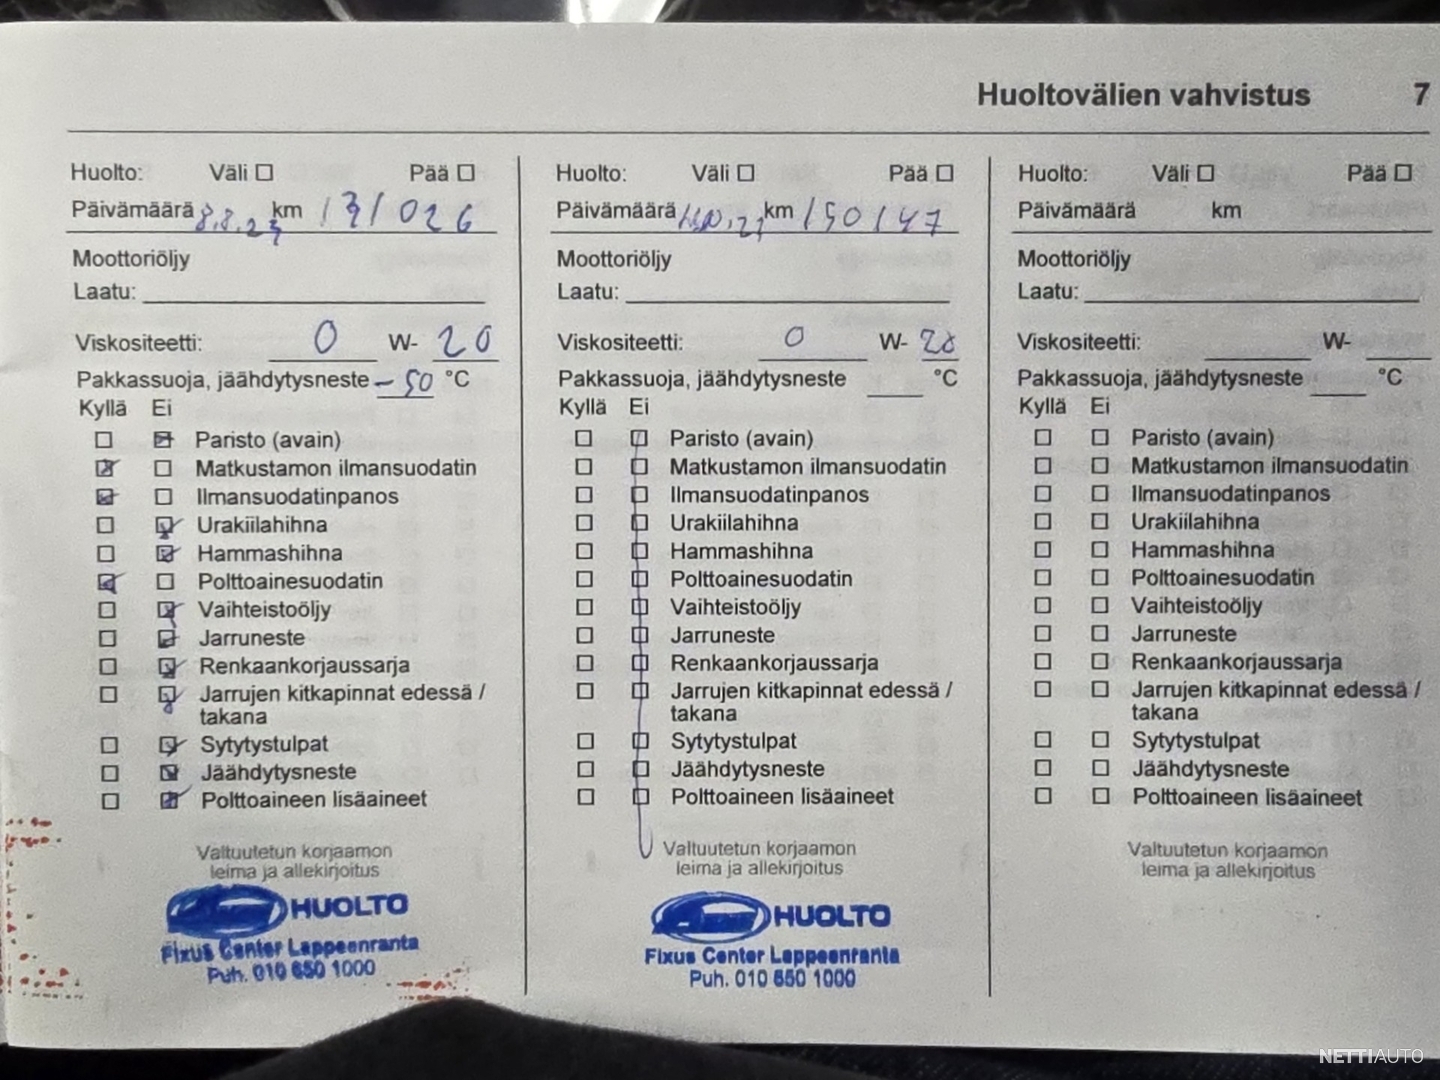 Huoltovälien vahvistus 7
Huolto: Väli Pää
Päivämäärä 8.8.23 km 131026
Moottoriöljy
Laatu:
Viskositeetti: 0 W- 20
Pakkassuoja, jäähdytysneste -50 °C
Kyllä Ei
Paristo (avain)
Matkustamon ilmansuodatin
Ilmansuodatinpanos
Urakiilahihna
Hammashihna
Polttoainesuodatin
Vaihteistoöljy
Jarruneste
Renkaankorjaussarja
Jarrujen kitkapinnat edessä /
takana
Sytytystulpat
Jäähdytysneste
Polttoaineen lisäaineet
Valtuutetun korjaamon
leima ja allekirjoitus
HUOLTO
Fixus Center Lappeenranta
Puh. 010 650 1000
Huolto: Väli Pää
Päivämäärä km 150147
Moottoriöljy
Laatu:
Viskositeetti: 0 W- 20
Pakkassuoja, jäähdytysneste °C
Kyllä Ei
Paristo (avain)
Matkustamon ilmansuodatin
Ilmansuodatinpanos
Urakiilahihna
Hammashihna
Polttoainesuodatin
Vaihteistoöljy
Jarruneste
Renkaankorjaussarja
Jarrujen kitkapinnat edessä /
takana
Sytytystulpat
Jäähdytysneste
Polttoaineen lisäaineet
Valtuutetun korjaamon
leima ja allekirjoitus
HUOLTO
Fixus Center Lappeenranta
Puh. 010 650 1000
Huolto: Väli Pää
Päivämäärä km
Moottoriöljy
Laatu:
Viskositeetti: W-
Pakkassuoja, jäähdytysneste °C
Kyllä Ei
Paristo (avain)
Matkustamon ilmansuodatin
Ilmansuodatinpanos
Urakiilahihna
Hammashihna
Polttoainesuodatin
Vaihteistoöljy
Jarruneste
Renkaankorjaussarja
Jarrujen kitkapinnat edessä /
takana
Sytytystulpat
Jäähdytysneste
Polttoaineen lisäaineet
Valtuutetun korjaamon
leima ja allekirjoitus
NETTIAUTO